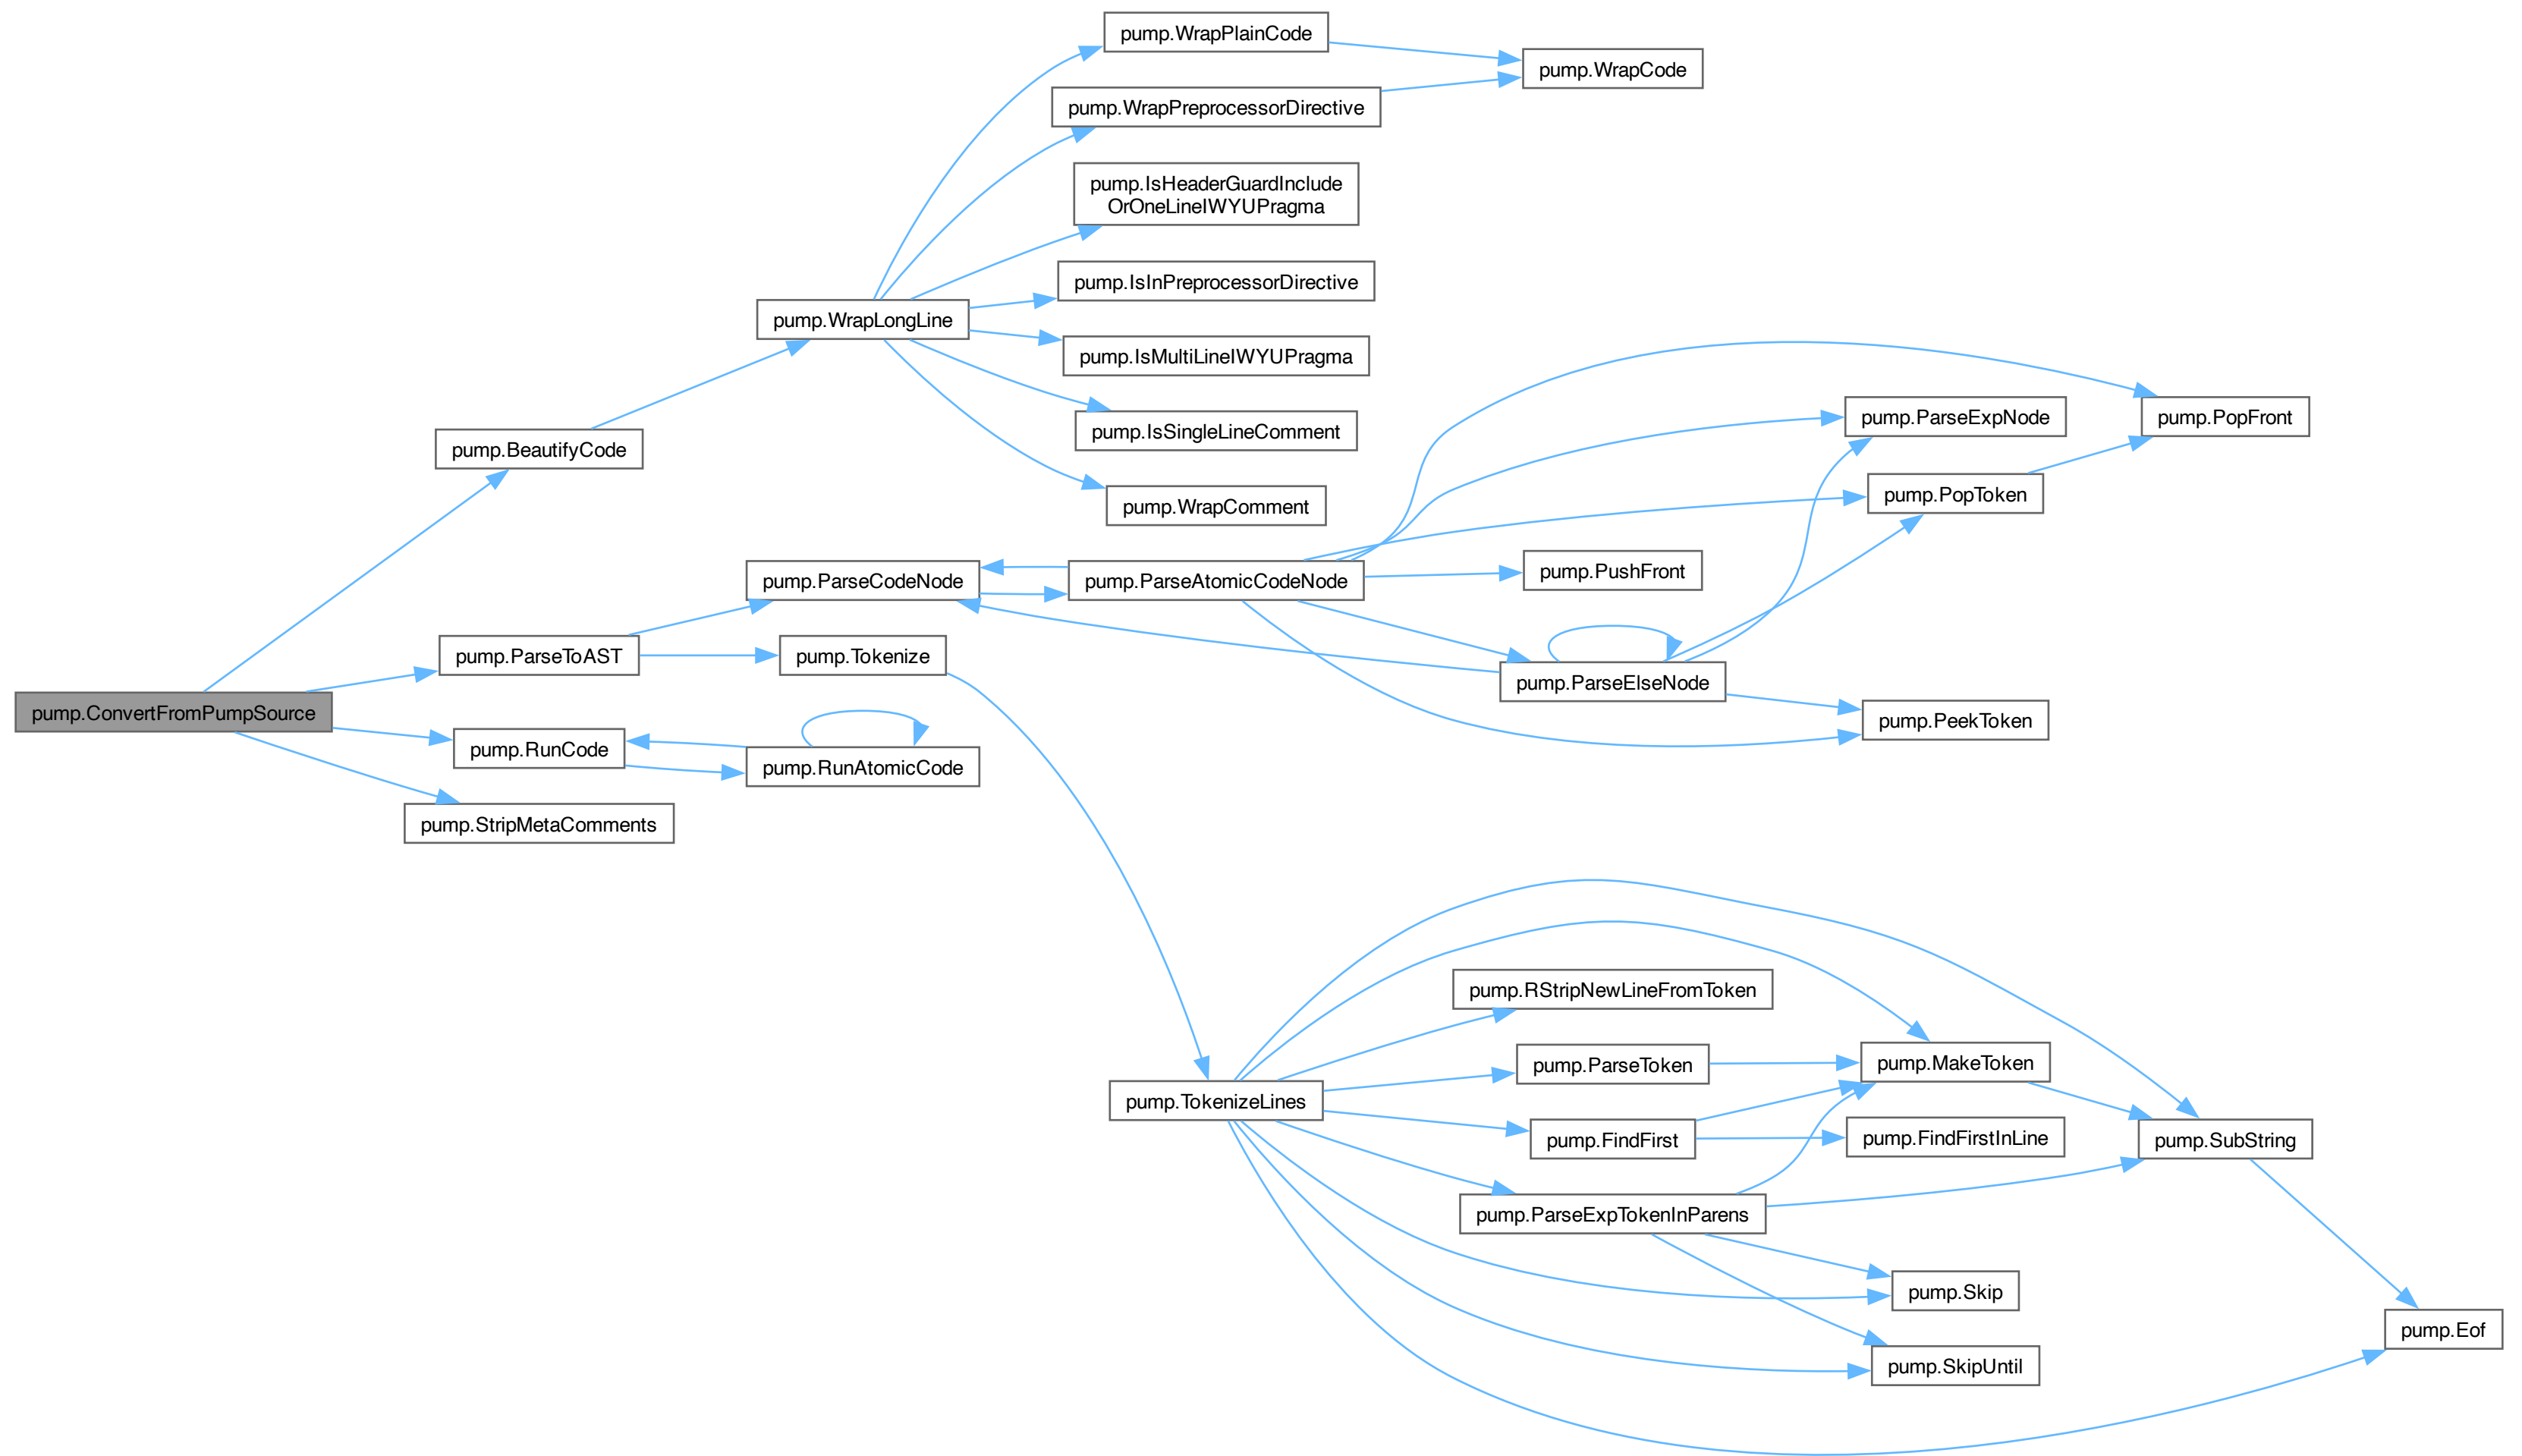 pump.WrapPlainCode
pump.WrapCode
pump.WrapPreprocessorDirective
pump.IsHeaderGuardInclude
OrOneLineIWYUPragma
pump.IsInPreprocessorDirective
pump.WrapLongLine
pump.IsMultiLineIWYUPragma
pump.ParseExpNode
pump.PopFront
pump.IsSingleLineComment
pump.BeautifyCode
pump.PopToken
pump.WrapComment
pump.PushFront
pump.ParseCodeNode
pump.ParseAtomicCodeNode
pump.ParseToAST
pump.Tokenize
pump.ParseElseNode
pump.ConvertFromPumpSource
pump.PeekToken
pump.RunCode
pump.RunAtomicCode
pump.StripMetaComments
pump.RStripNewLineFromToken
pump.ParseToken
pump.MakeToken
pump.TokenizeLines
pump.FindFirst
pump.FindFirstInLine
pump.SubString
pump.ParseExpTokenInParens
pump.Skip
pump.Eof
pump.SkipUntil